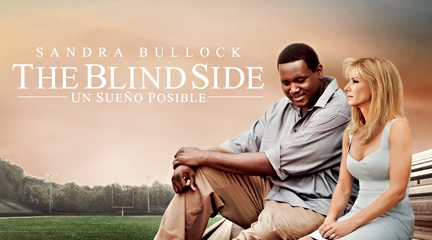 SANDRA BULLOCK
THE BLIND SIDE
UN SUEÑO POSIBLE